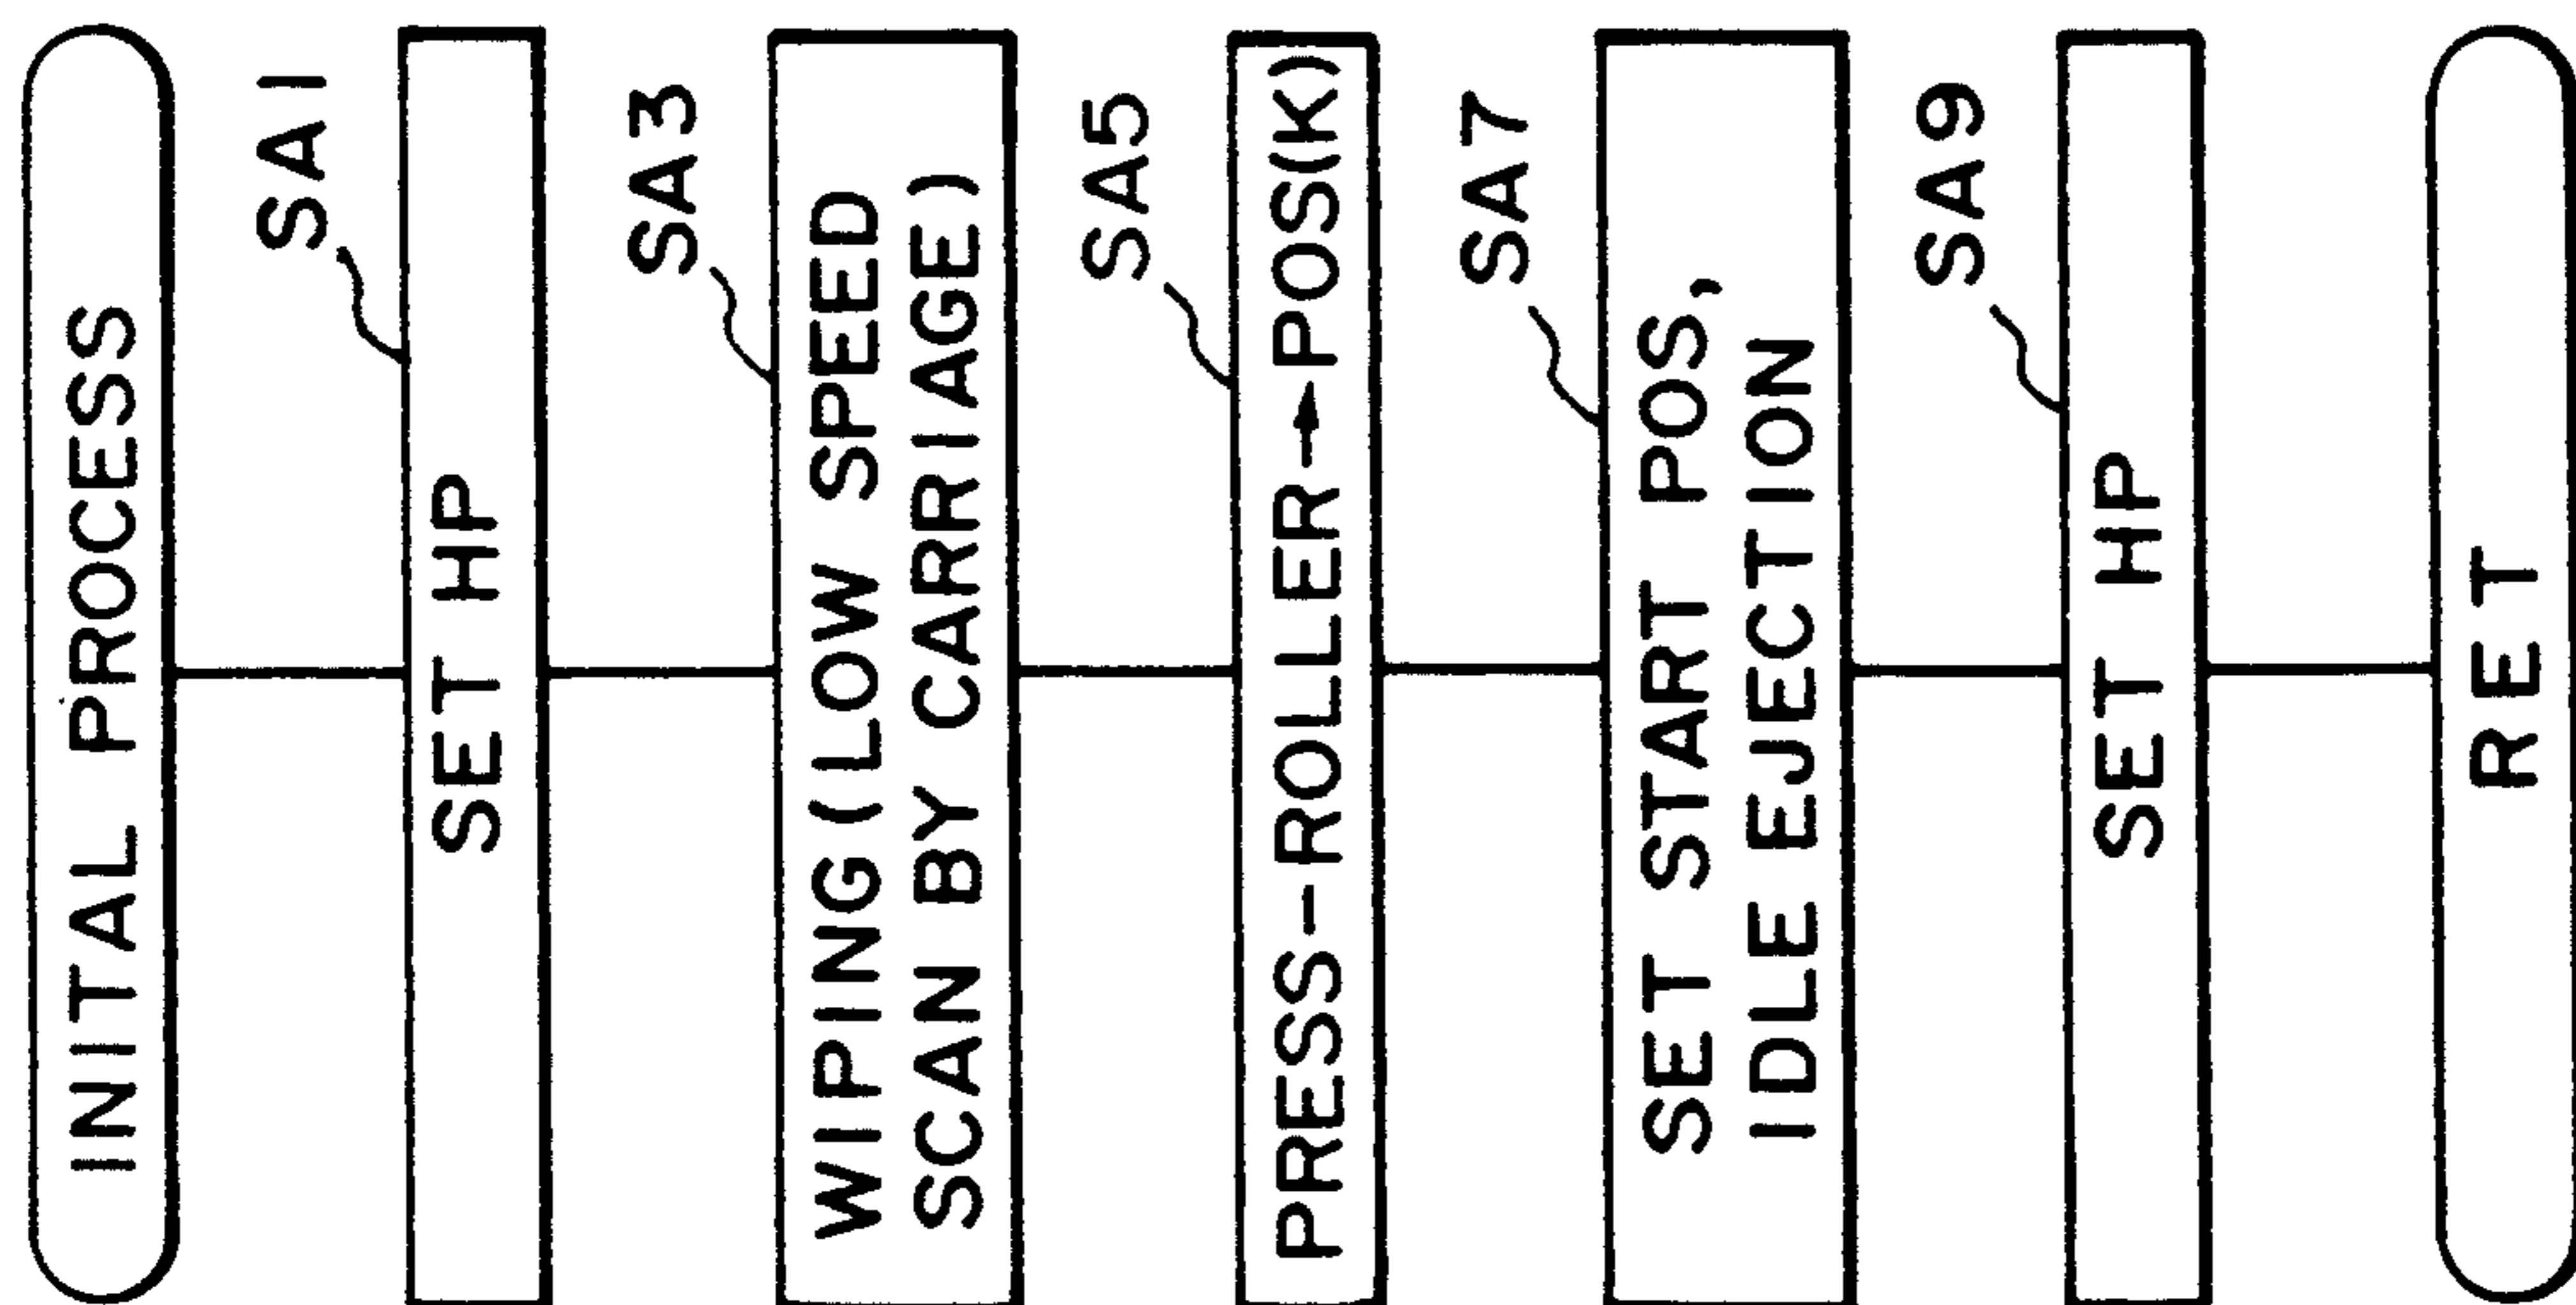 INITAL PROCESS
SA1
SET HP
SA3
WIPING (LOW SPEED
SCAN BY CARRIAGE)
SA5
PRESS-ROLLER→POS(K)
SA7
SET START POS,
IDLE EJECTION
SA9
SET HP
RET